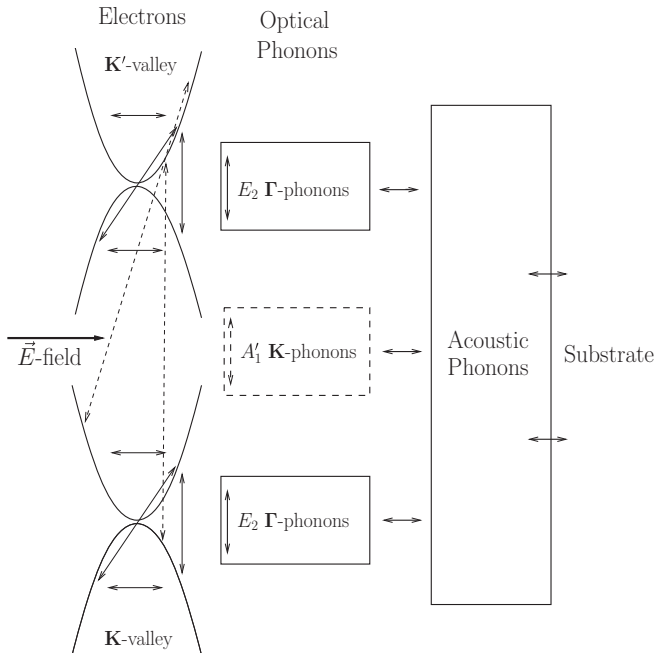 Electrons
Optical
Phonons
𝐊′-valley
E₂ 𝚪-phonons
A′₁ 𝐊-phonons
E⃗-field
Acoustic
Phonons
Substrate
E₂ 𝚪-phonons
𝐊-valley